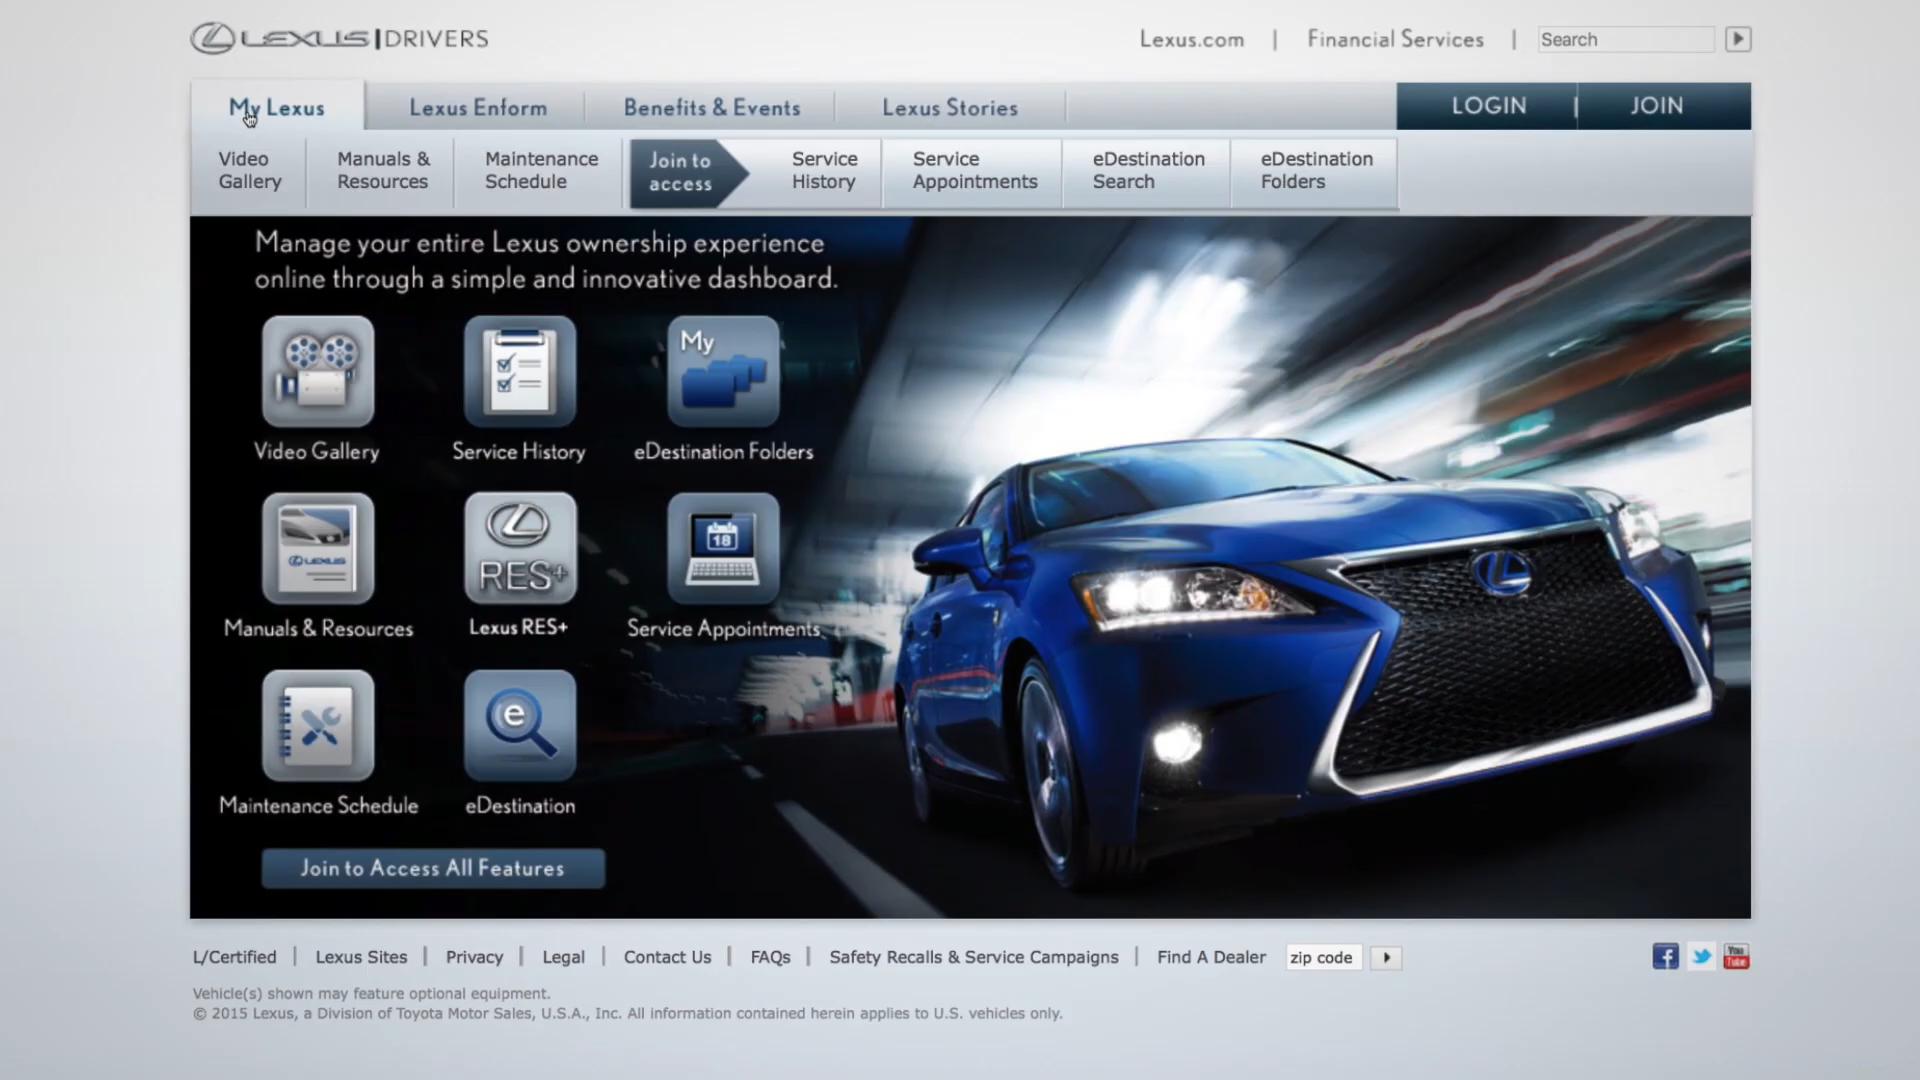 LEXUS | DRIVERS
Lexus.com | Financial Services | Search
My Lexus
Lexus Enform
Benefits & Events
Lexus Stories
LOGIN | JOIN
Video
Gallery
Manuals &
Resources
Maintenance
Schedule
Join to
access
Service
History
Service
Appointments
eDestination
Search
eDestination
Folders
Manage your entire Lexus ownership experience
online through a simple and innovative dashboard.
My
Video Gallery
Service History
eDestination Folders
LEXUS
RES+
18
Manuals & Resources
Lexus RES+
Service Appointments
e
Maintenance Schedule
eDestination
Join to Access All Features
L/Certified | Lexus Sites | Privacy | Legal | Contact Us | FAQs | Safety Recalls & Service Campaigns | Find A Dealer zip code
You
Tube
Vehicle(s) shown may feature optional equipment.
© 2015 Lexus, a Division of Toyota Motor Sales, U.S.A., Inc. All information contained herein applies to U.S. vehicles only.